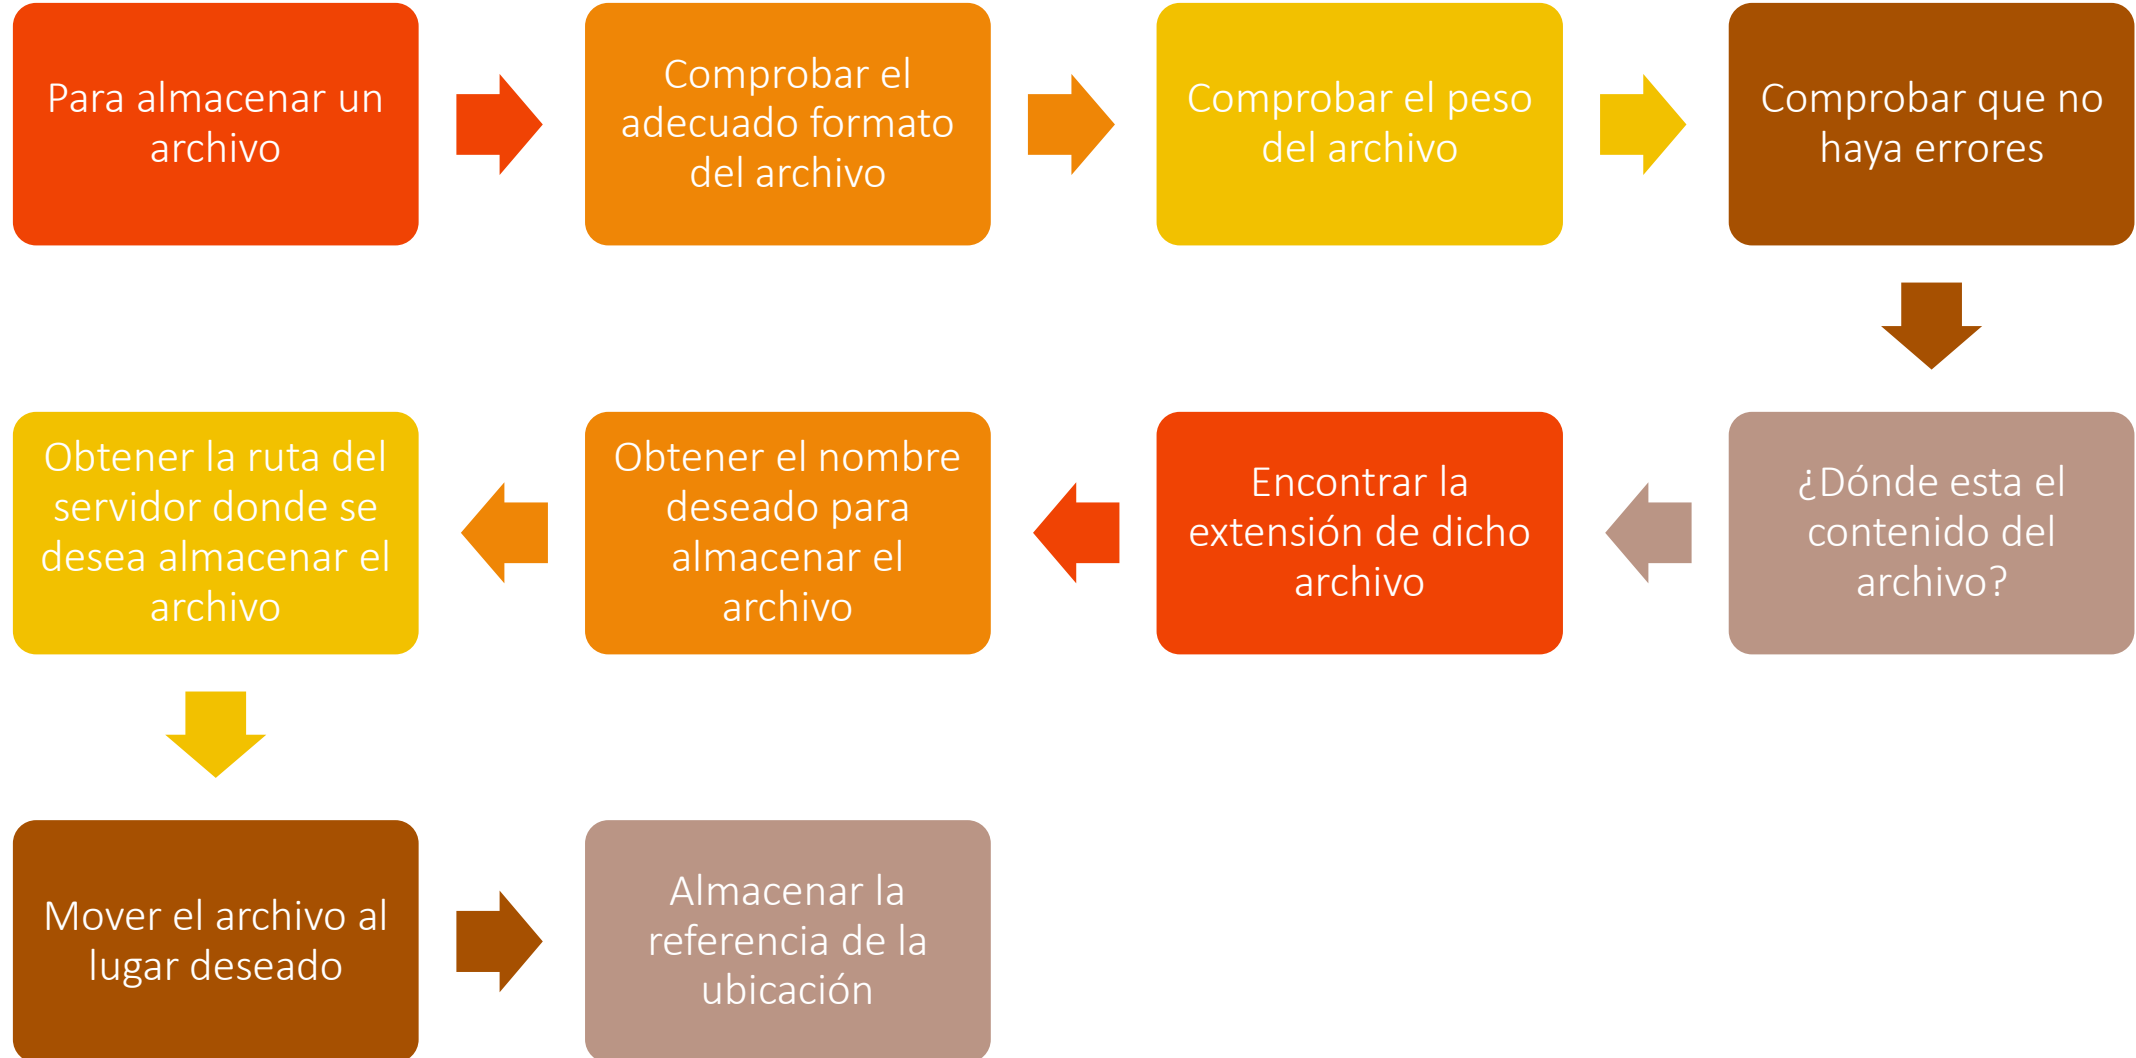 Para almacenar un
archivo
Comprobar el
adecuado formato
del archivo
Comprobar el peso
del archivo
Comprobar que no
haya errores
¿Dónde esta el
contenido del
archivo?
Encontrar la
extensión de dicho
archivo
Obtener el nombre
deseado para
almacenar el
archivo
Obtener la ruta del
servidor donde se
desea almacenar el
archivo
Mover el archivo al
lugar deseado
Almacenar la
referencia de la
ubicación